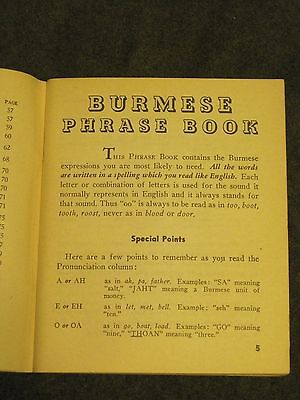 PAGE
57
57
59
60
62
68
70
70
71
71
75
75
BURMESE
PHRASE BOOK
THIS PHRASE BOOK contains the Burmese
expressions you are most likely to need. All the words
are written in a spelling which you read like English. Each
letter or combination of letters is used for the sound it
normally represents in English and it always stands for
that sound. Thus "oo" is always to be read as in too, boot,
tooth, roost, never as in blood or door.
Special Points
Here are a few points to remember as you read the
Pronunciation column:
A or AH as in ah, pa, father. Examples: "SA" meaning
"salt," "JAHT" meaning a Burmese unit of
money.
E or EH as in let, met, bell. Example: "seh" meaning
"ten."
O or OA as in go, boat, load. Examples: "GO" meaning
"nine," "THOAN" meaning "three."
5